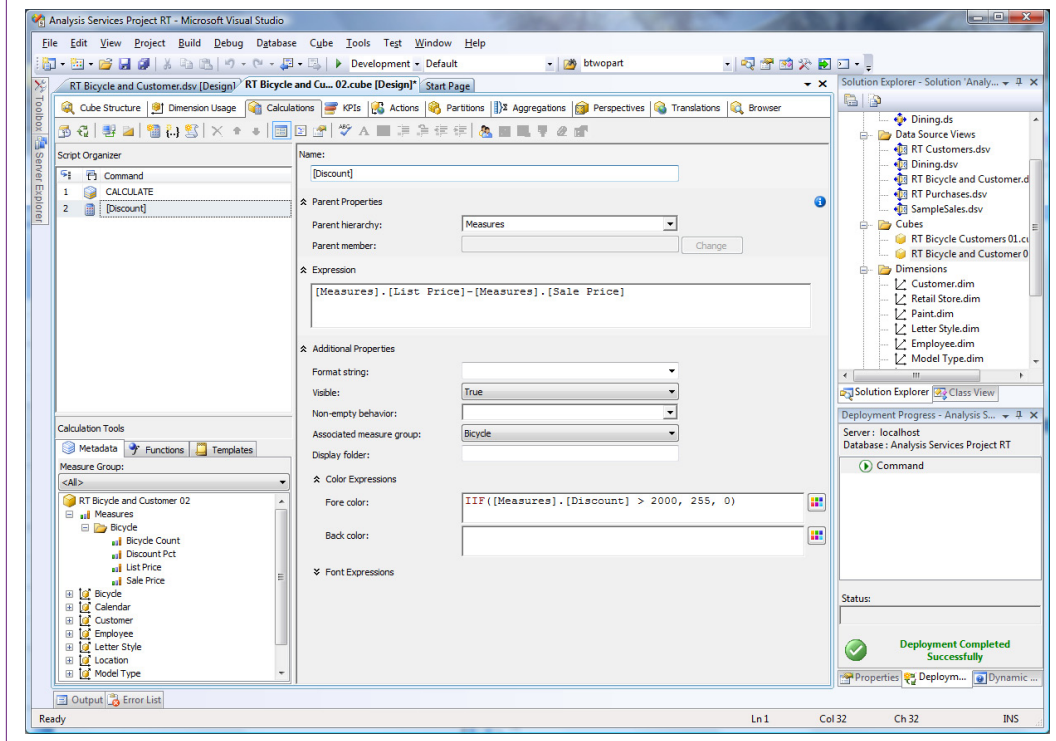 Analysis Services Project RT - Microsoft Visual Studio
File Edit View Project Build Debug Database Cube Tools Test Window Help
Development Default btwopart
RT Bicycle and Customer.dsv [Design] RT Bicycle and Cu... 02.cube [Design]* Start Page
Cube Structure Dimension Usage Calculations KPIs Actions Partitions Aggregations Perspectives Translations Browser
Toolbox
Server Explorer
Script Organizer
Command
1 CALCULATE
2 [Discount]
Calculation Tools
Metadata Functions Templates
Measure Group:
<All>
RT Bicycle and Customer 02
Measures
Bicycle
Bicycle Count
Discount Pct
List Price
Sale Price
Bicycle
Calendar
Customer
Employee
Letter Style
Location
Model Type
Name:
[Discount]
Parent Properties
Parent hierarchy: Measures
Parent member: Change
Expression
[Measures].[List Price]-[Measures].[Sale Price]
Additional Properties
Format string:
Visible: True
Non-empty behavior:
Associated measure group: Bicycle
Display folder:
Color Expressions
Fore color: IIF([Measures].[Discount] > 2000, 255, 0)
Back color:
Font Expressions
Solution Explorer - Solution 'Analy...
Dining.ds
Data Source Views
RT Customers.dsv
Dining.dsv
RT Bicycle and Customer.d
RT Purchases.dsv
SampleSales.dsv
Cubes
RT Bicycle Customers 01.cu
RT Bicycle and Customer 0
Dimensions
Customer.dim
Retail Store.dim
Paint.dim
Letter Style.dim
Employee.dim
Model Type.dim
Solution Explorer Class View
Deployment Progress - Analysis S...
Server : localhost
Database : Analysis Services Project RT
Command
Status:
Deployment Completed
Successfully
Properties Deploym... Dynamic ...
Output Error List
Ready Ln 1 Col 32 Ch 32 INS